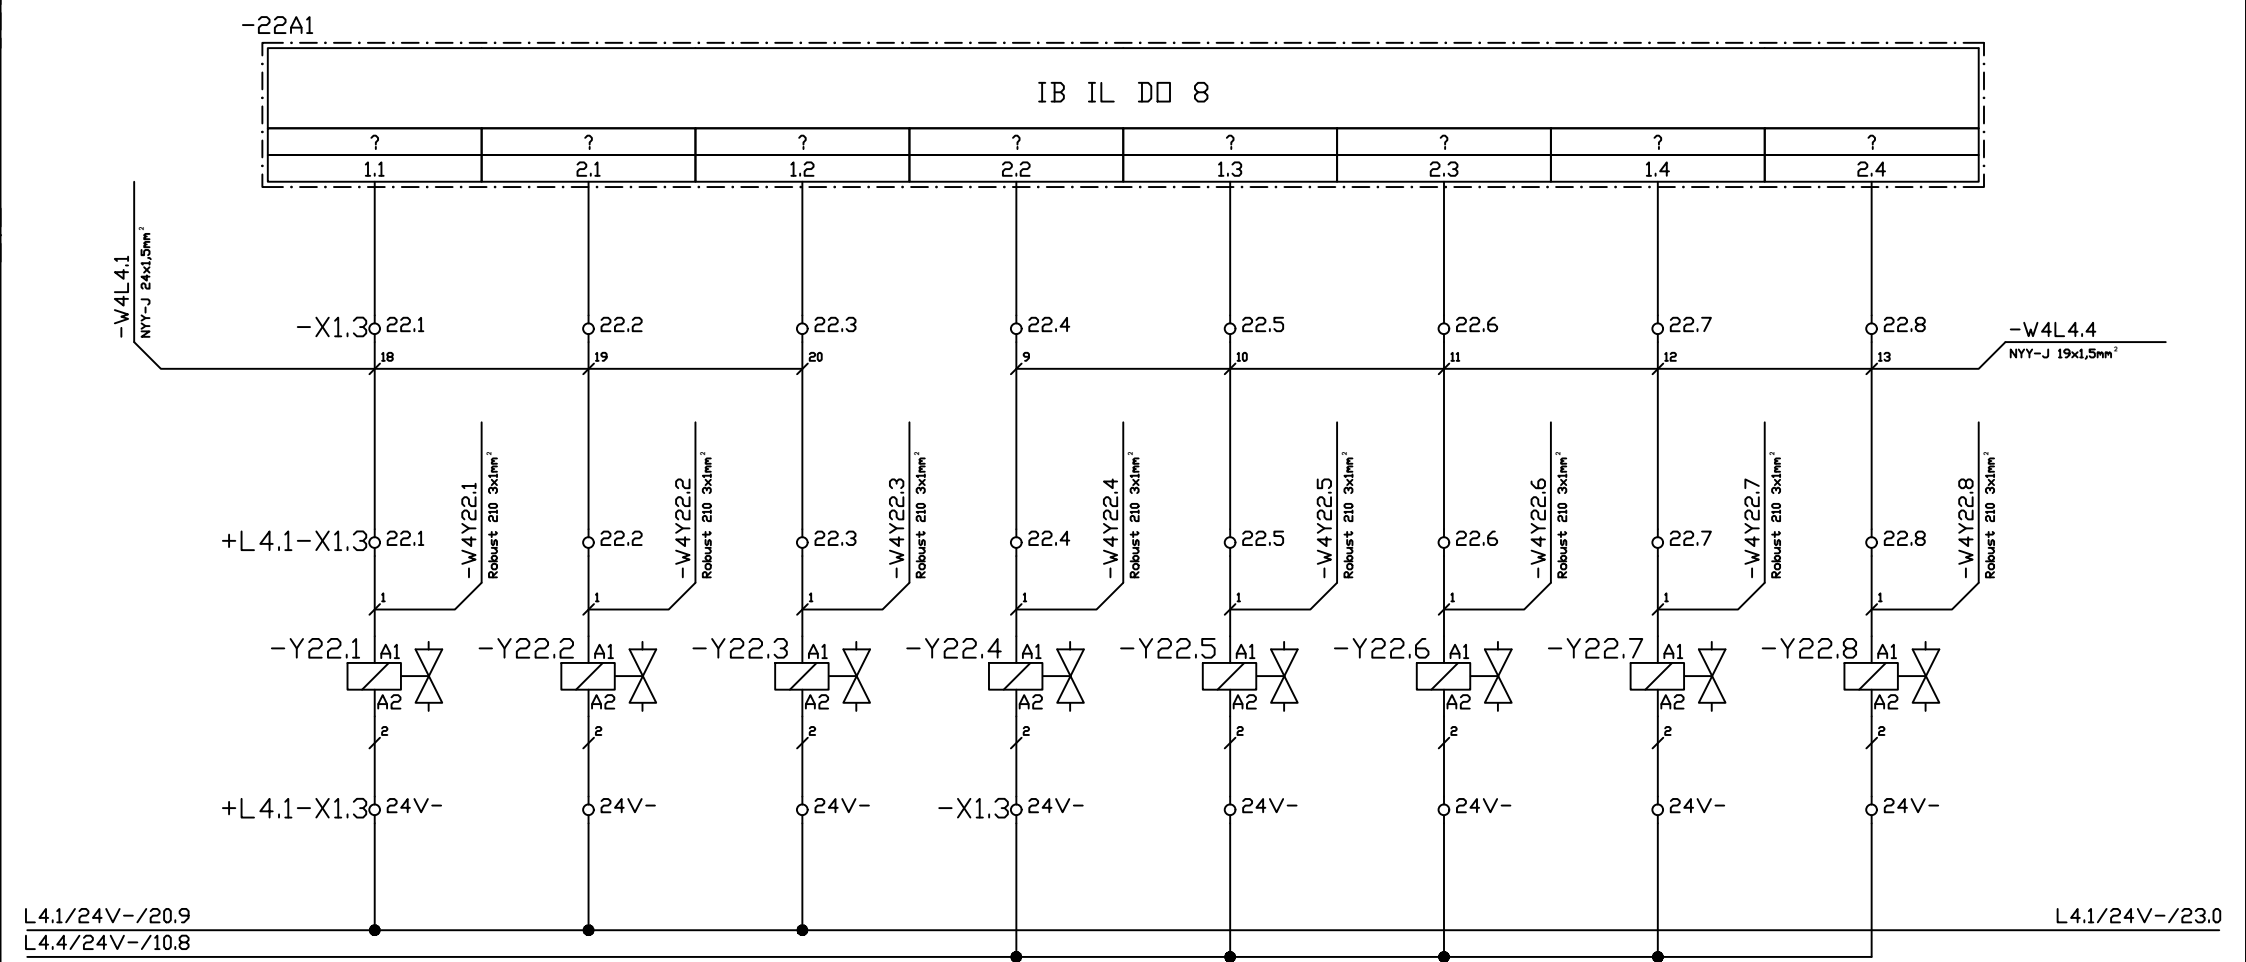 -22A1
IB IL DO 8
? ? ? ? ? ? ? ?
1.1 2.1 1.2 2.2 1.3 2.3 1.4 2.4
-W4L4.1
NYY-J 24x1,5mm²
-X1.3 22.1 22.2 22.3 22.4 22.5 22.6 22.7 22.8
-W4L4.4
NYY-J 19x1,5mm²
18 19 20 9 10 11 12 13
-W4Y22.1
Robust 210 3x1mm²
-W4Y22.2
Robust 210 3x1mm²
-W4Y22.3
Robust 210 3x1mm²
-W4Y22.4
Robust 210 3x1mm²
-W4Y22.5
Robust 210 3x1mm²
-W4Y22.6
Robust 210 3x1mm²
-W4Y22.7
Robust 210 3x1mm²
-W4Y22.8
Robust 210 3x1mm²
+L4.1-X1.3 22.1 22.2 22.3 22.4 22.5 22.6 22.7 22.8
1 1 1 1 1 1 1 1
-Y22.1 A1 -Y22.2 A1 -Y22.3 A1 -Y22.4 A1 -Y22.5 A1 -Y22.6 A1 -Y22.7 A1 -Y22.8 A1
A2 A2 A2 A2 A2 A2 A2 A2
2 2 2 2 2 2 2 2
+L4.1-X1.3 24V- 24V- 24V- -X1.3 24V- 24V- 24V- 24V- 24V-
L4.1/24V-/20.9 L4.1/24V-/23.0
L4.4/24V-/10.8